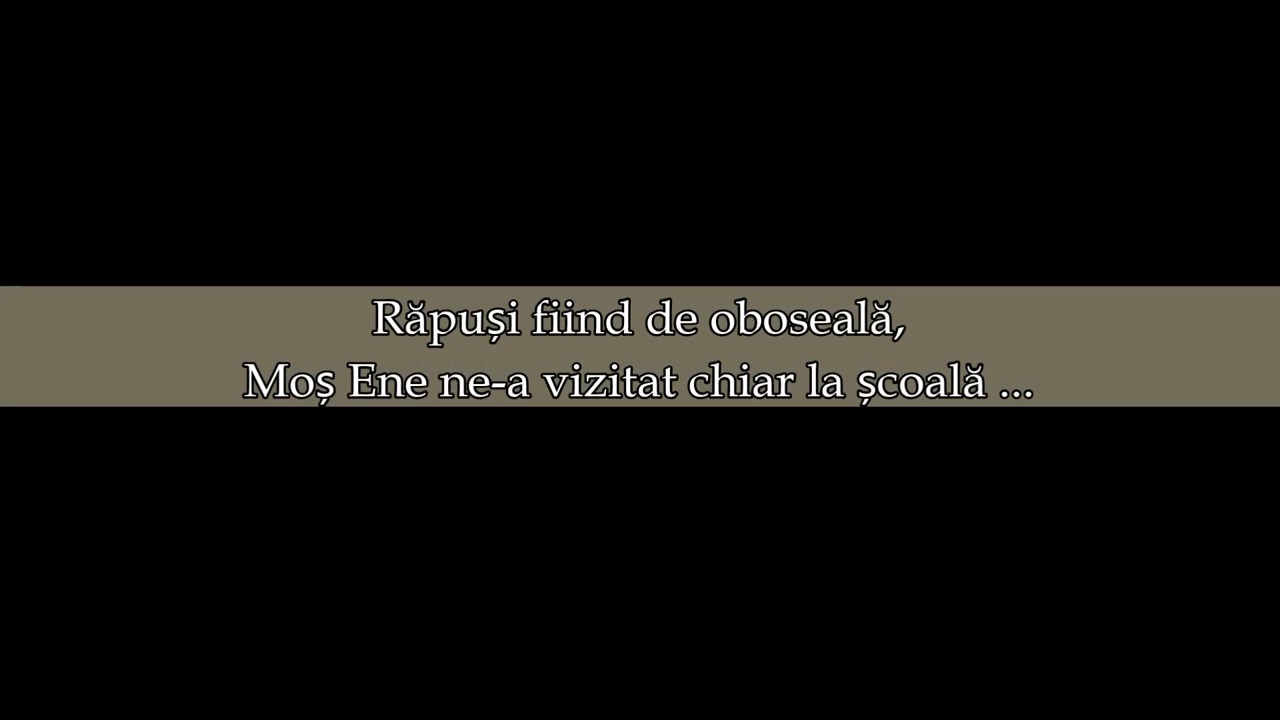 Răpuși fiind de oboseală,
Moș Ene ne-a vizitat chiar la școală ...